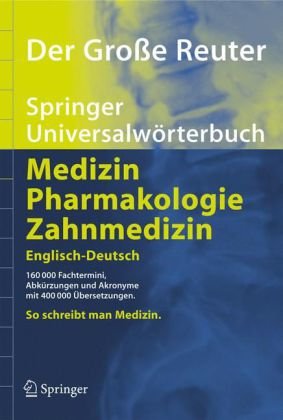 Der Große Reuter
Springer
Universalwörterbuch
Medizin
Pharmakologie
Zahnmedizin
Englisch-Deutsch
160 000 Fachtermini,
Abkürzungen und Akronyme
mit 400 000 Übersetzungen.
So schreibt man Medizin.
Springer